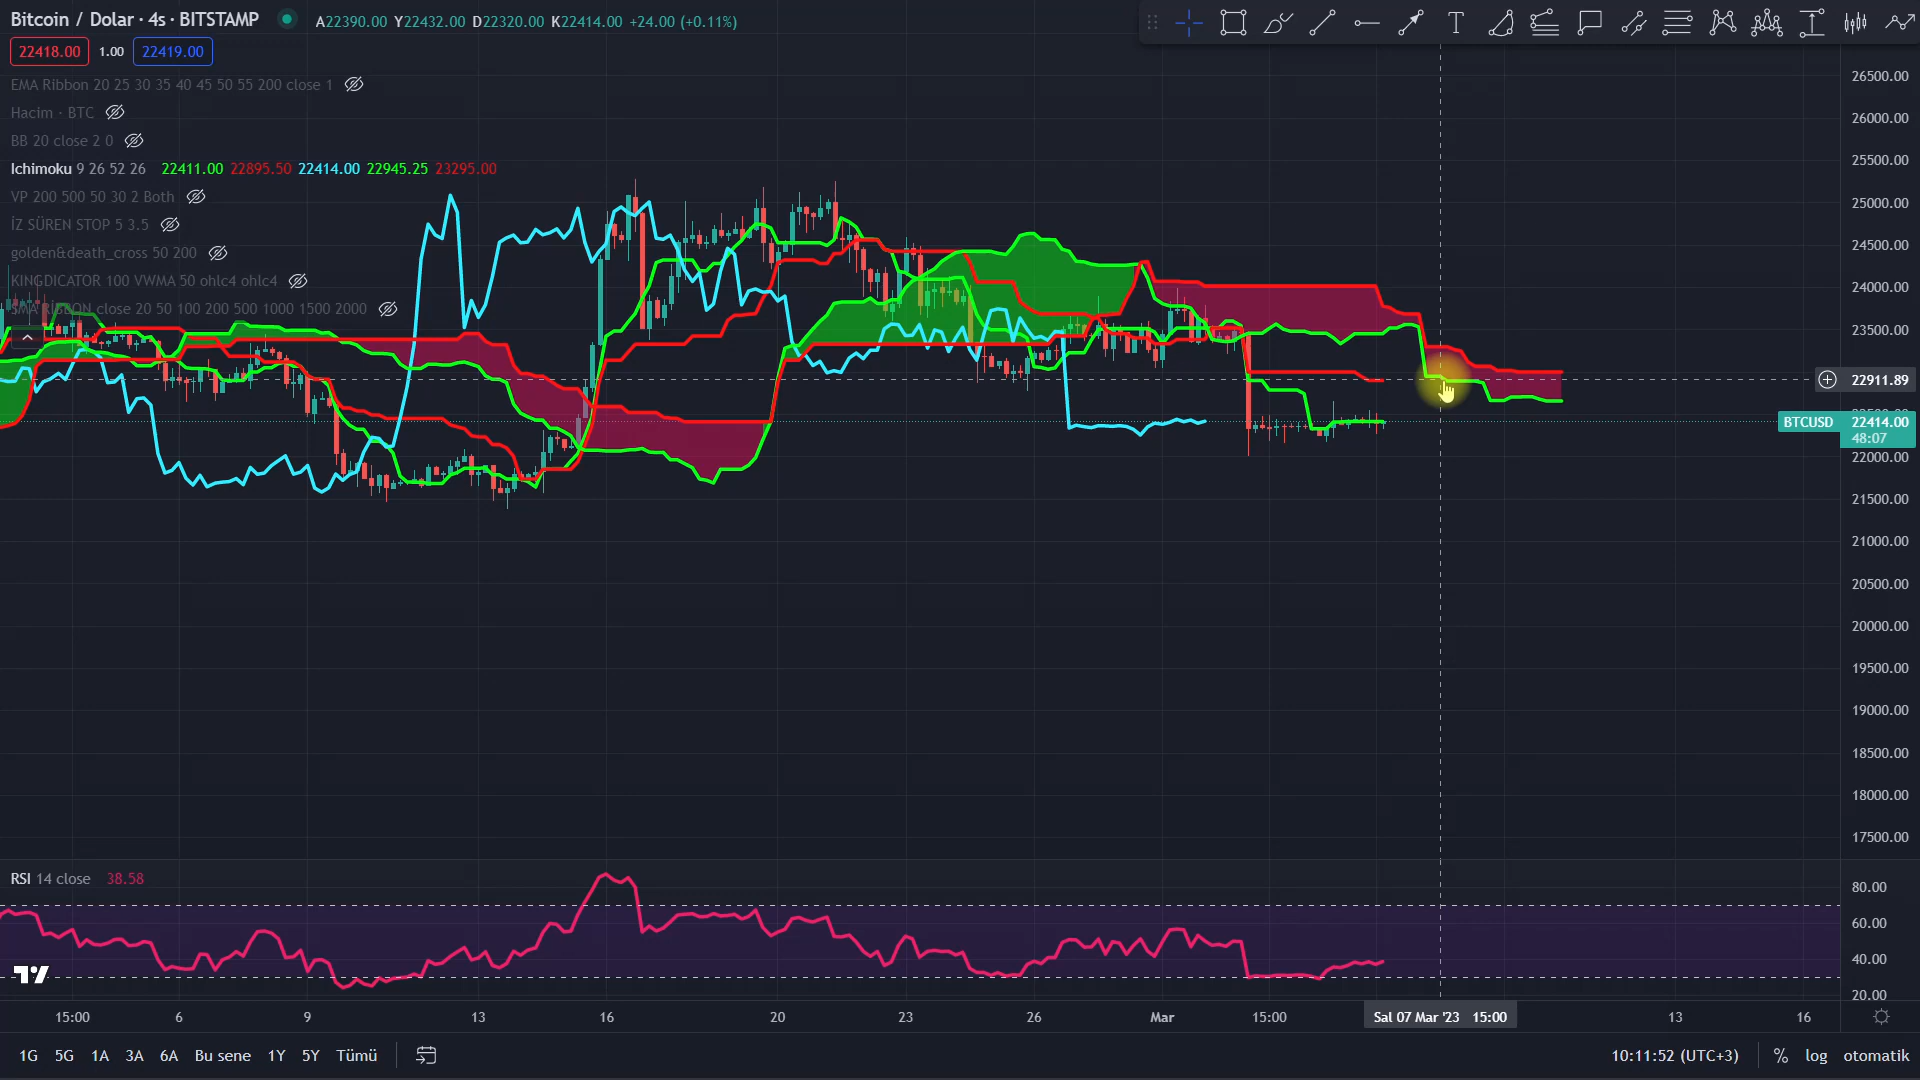 Bitcoin / Dolar · 4s · BITSTAMP A22390.00 Y22432.00 D22320.00 K22414.00 +24.00 (+0.11%)
22418.00 1.00 22419.00
EMA Ribbon 20 25 30 35 40 45 50 55 200 close 1
Hacim · BTC
BB 20 close 2 0
Ichimoku 9 26 52 26 22411.00 22895.50 22414.00 22945.25 23295.00
VP 200 500 50 30 2 Both
İZ SÜREN STOP 5 3.5
golden&death_cross 50 200
KINGDICATOR 100 VWMA 50 ohlc4 ohlc4
SMA RIBBON close 20 50 100 200 500 1000 1500 2000
T
26500.00
26000.00
25500.00
25000.00
24500.00
24000.00
23500.00
22911.89
BTCUSD 22414.00
48:07
22000.00
21500.00
21000.00
20500.00
20000.00
19500.00
19000.00
18500.00
18000.00
17500.00
RSI 14 close 38.58
80.00
60.00
40.00
20.00
15:00 6 9 13 16 20 23 26 Mar 15:00 Sal 07 Mar '23 15:00 13 16
1G 5G 1A 3A 6A Bu sene 1Y 5Y Tümü 10:11:52 (UTC+3) % log otomatik